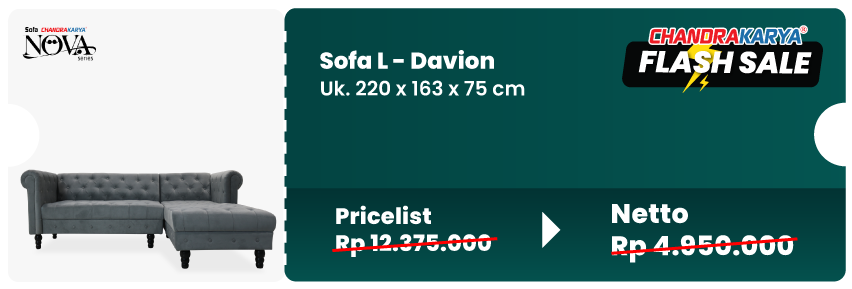 Sofa CHANDRAKARYA
NOVA
series
Sofa L - Davion
Uk. 220 x 163 x 75 cm
CHANDRAKARYA®
FLASH SALE
Pricelist
Rp 12.375.000
Netto
Rp 4.950.000